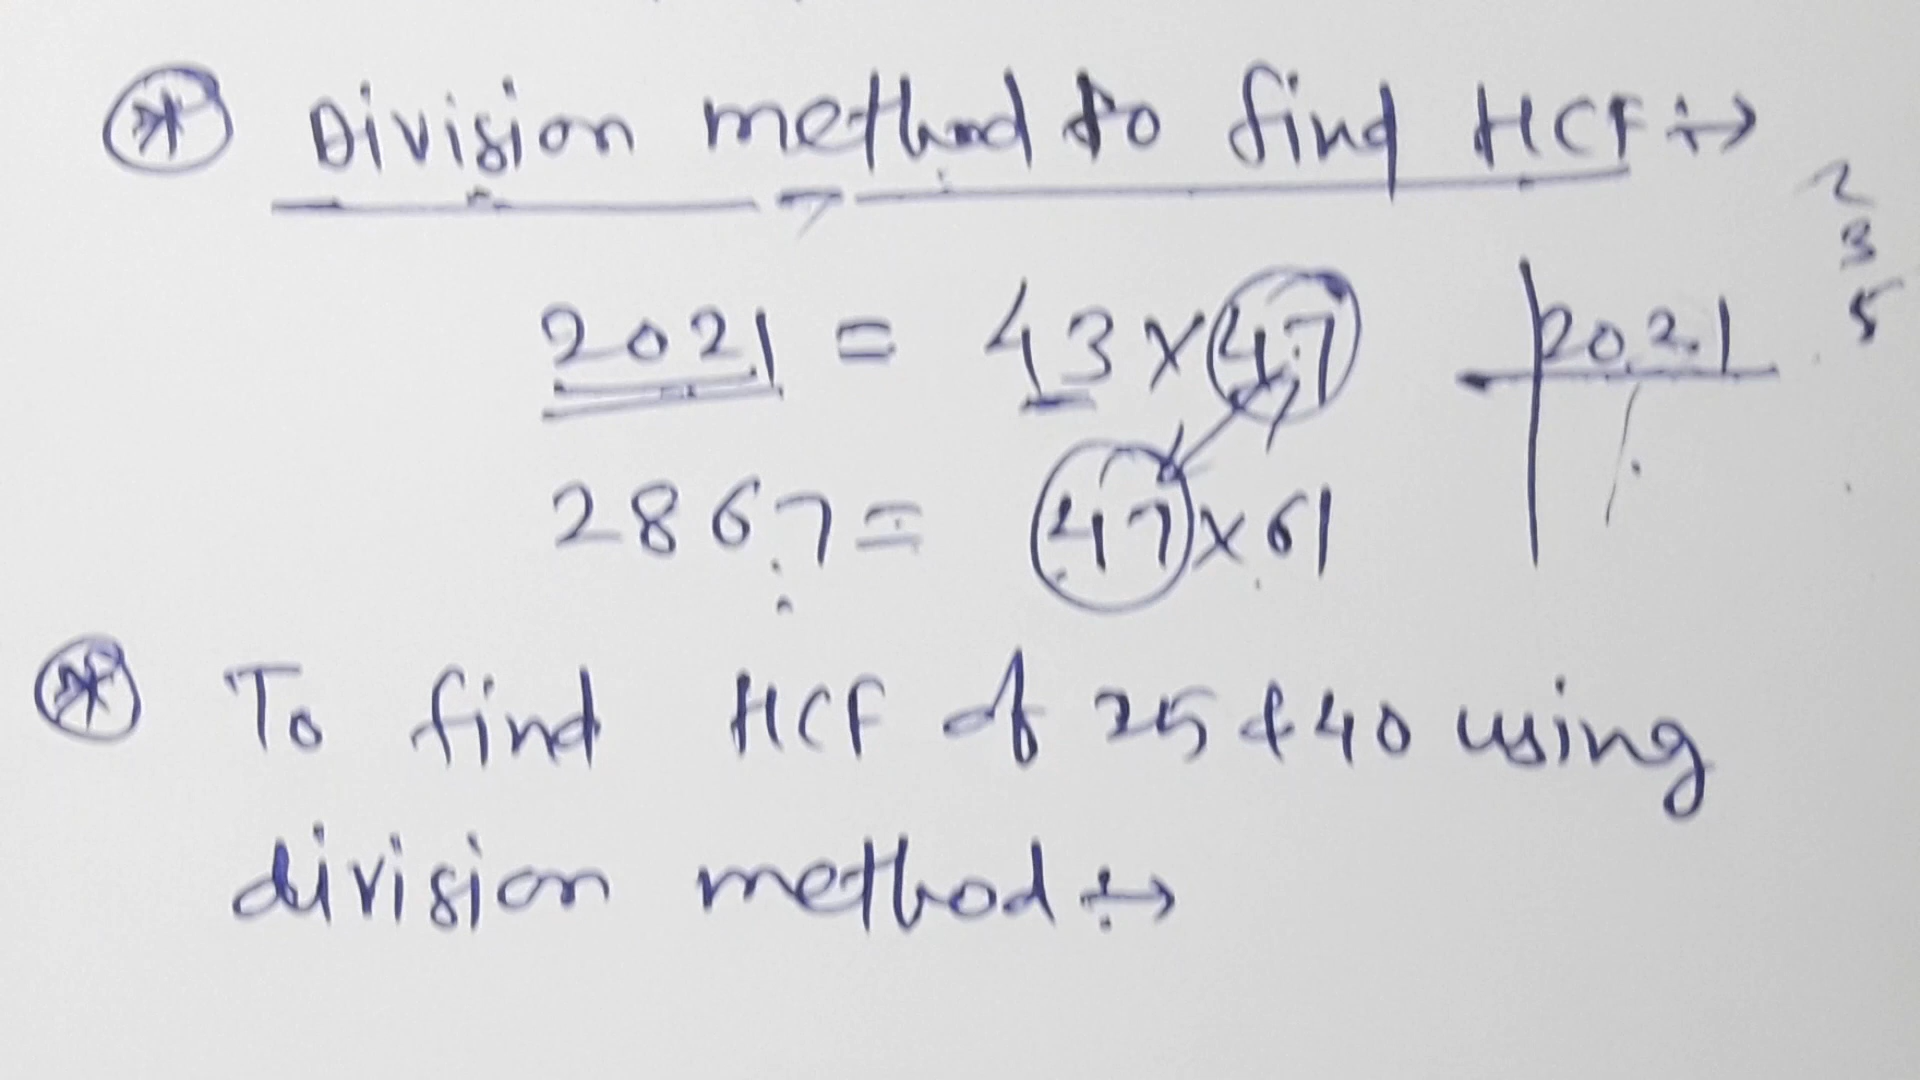 Division method to find HCF :→
2
3
5
2021 = 43 × 47
2021
2867 = 47 × 61
To find HCF of 25 & 40 using
division method :→